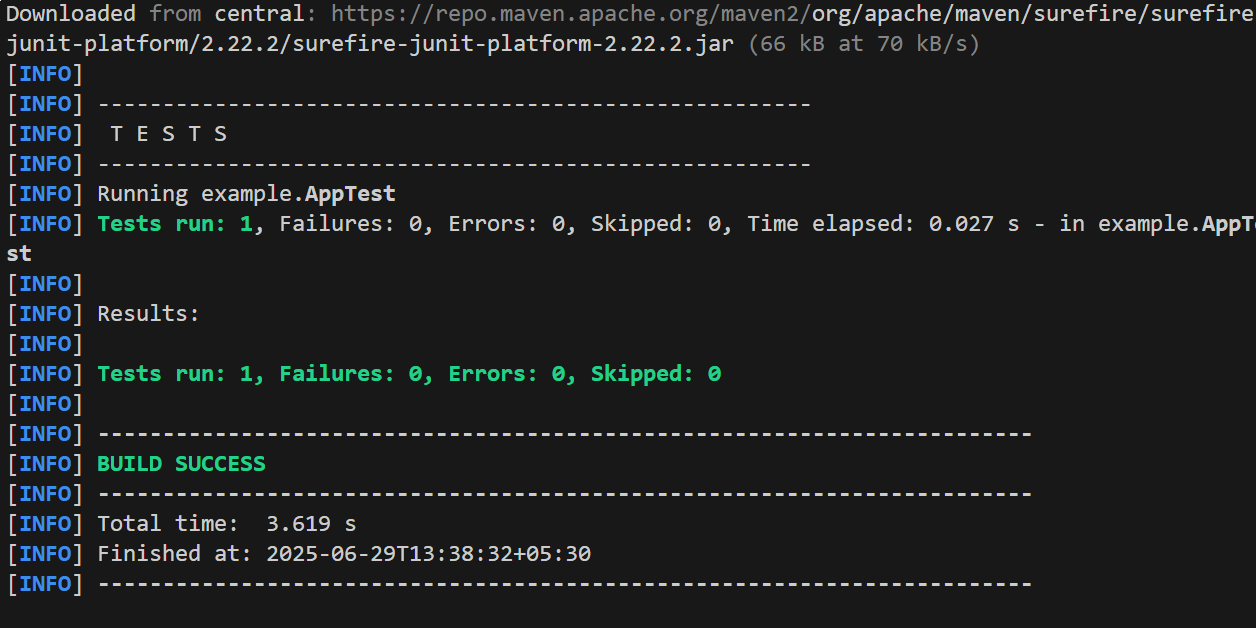 Downloaded from central: https://repo.maven.apache.org/maven2/org/apache/maven/surefire/surefire
junit-platform/2.22.2/surefire-junit-platform-2.22.2.jar (66 kB at 70 kB/s)
[INFO]
[INFO] -------------------------------------------------------
[INFO]  T E S T S
[INFO] -------------------------------------------------------
[INFO] Running example.AppTest
[INFO] Tests run: 1, Failures: 0, Errors: 0, Skipped: 0, Time elapsed: 0.027 s - in example.AppTe
st
[INFO]
[INFO] Results:
[INFO]
[INFO] Tests run: 1, Failures: 0, Errors: 0, Skipped: 0
[INFO]
[INFO] ------------------------------------------------------------------------
[INFO] BUILD SUCCESS
[INFO] ------------------------------------------------------------------------
[INFO] Total time:  3.619 s
[INFO] Finished at: 2025-06-29T13:38:32+05:30
[INFO] ------------------------------------------------------------------------